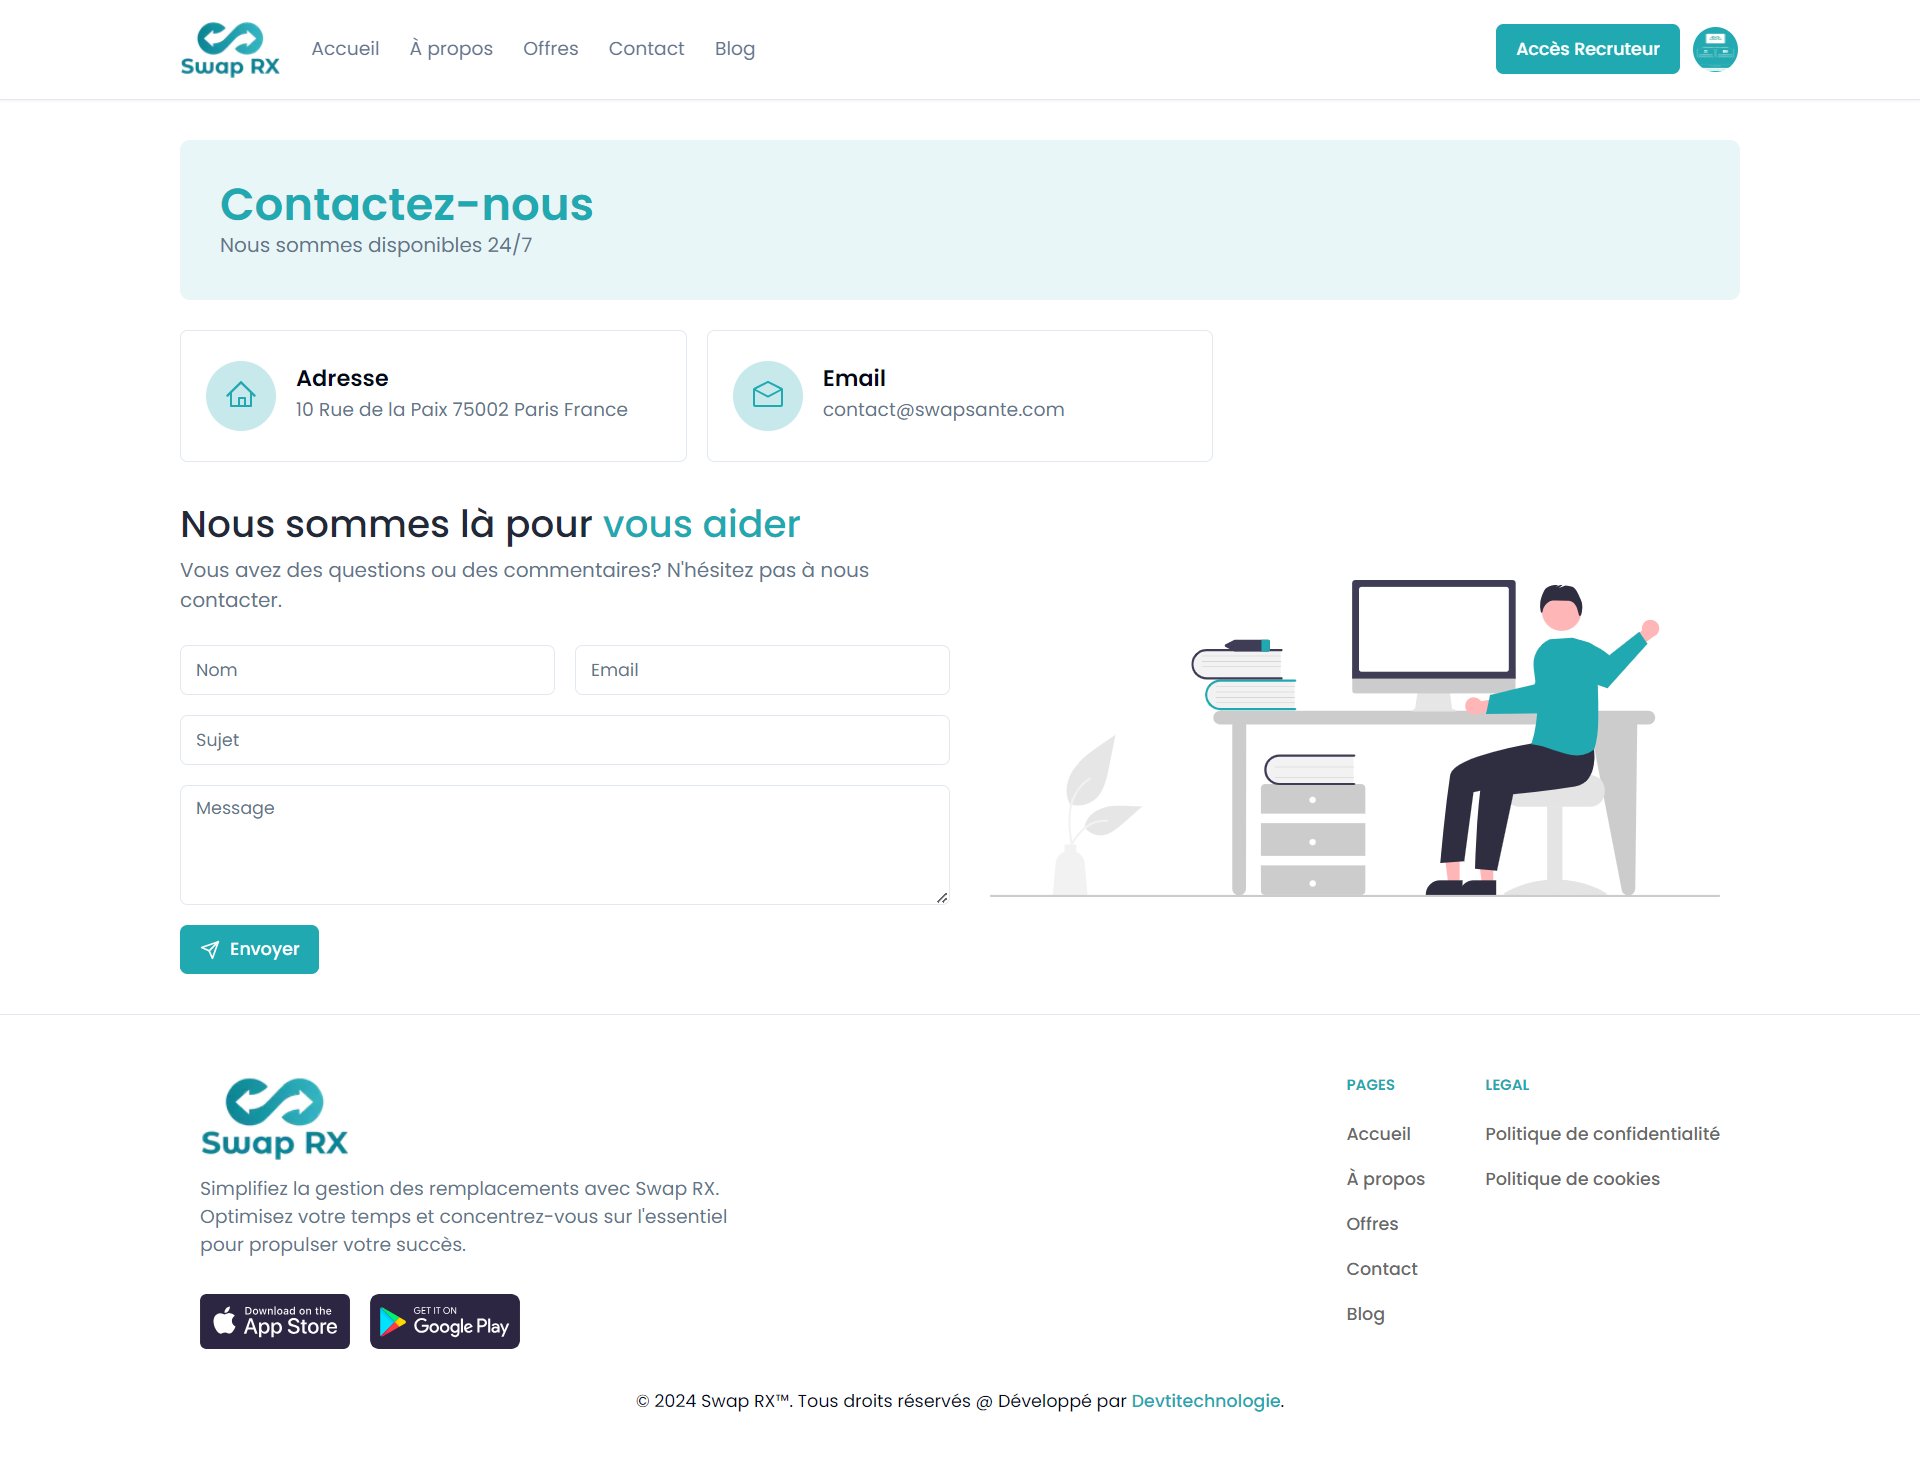 Swap RX
Accueil
À propos
Offres
Contact
Blog
Accès Recruteur
Contactez-nous
Nous sommes disponibles 24/7
Adresse
10 Rue de la Paix 75002 Paris France
Email
contact@swapsante.com
Nous sommes là pour vous aider
Vous avez des questions ou des commentaires? N'hésitez pas à nous
contacter.
Nom
Email
Sujet
Message
Envoyer
Swap RX
Simplifiez la gestion des remplacements avec Swap RX.
Optimisez votre temps et concentrez-vous sur l'essentiel
pour propulser votre succès.
Download on the
App Store
GET IT ON
Google Play
PAGES
Accueil
À propos
Offres
Contact
Blog
LEGAL
Politique de confidentialité
Politique de cookies
© 2024 Swap RX™. Tous droits réservés @ Développé par Devtitechnologie.